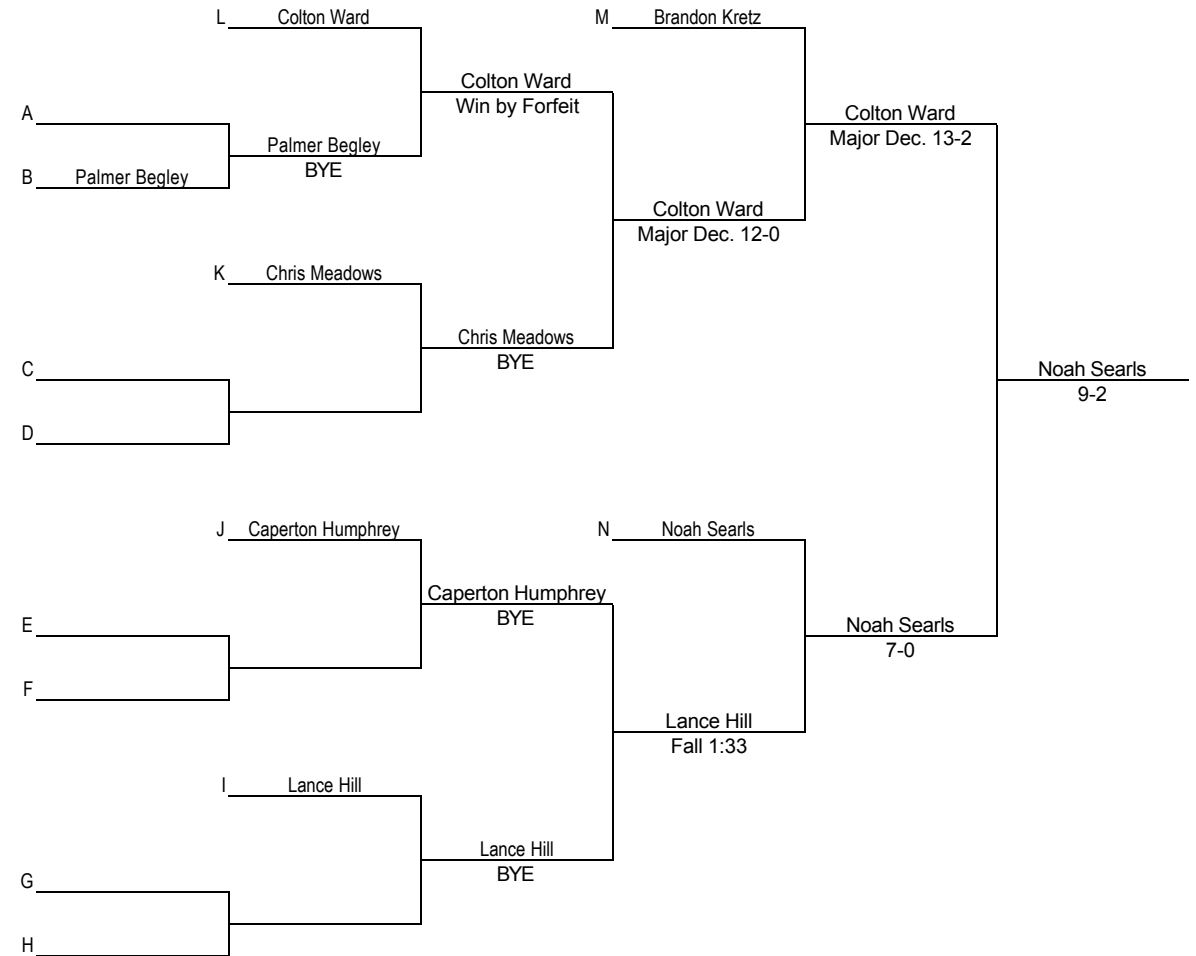 L Colton Ward
M Brandon Kretz
Colton Ward
Win by Forfeit
A
Colton Ward
Major Dec. 13-2
Palmer Begley
BYE
B Palmer Begley
Colton Ward
Major Dec. 12-0
K Chris Meadows
Chris Meadows
BYE
C
Noah Searls
9-2
D
J Caperton Humphrey
N Noah Searls
Caperton Humphrey
BYE
E
Noah Searls
7-0
F
Lance Hill
Fall 1:33
I Lance Hill
Lance Hill
BYE
G
H